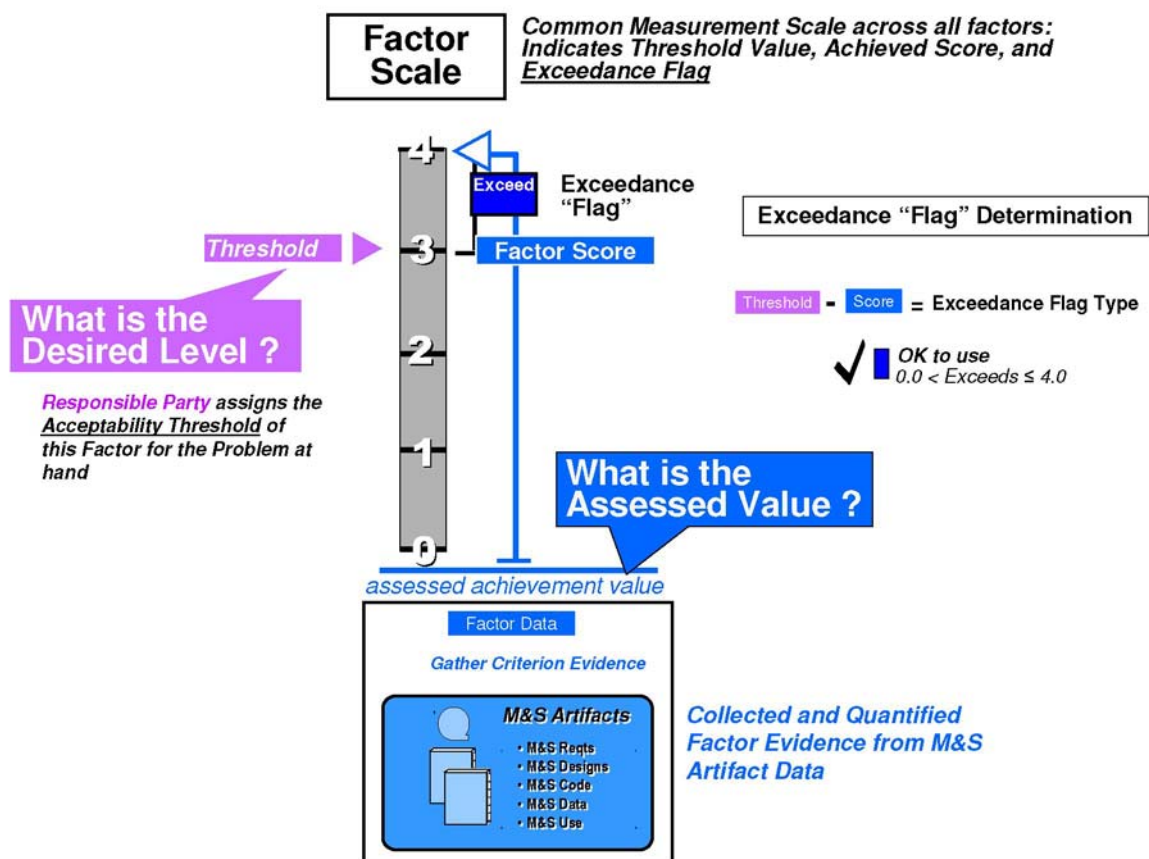 Factor
Scale
Common Measurement Scale across all factors:
Indicates Threshold Value, Achieved Score, and
Exceedance Flag
4
Exceed
Exceedance
“Flag”
Exceedance “Flag” Determination
Threshold
3
Factor Score
Threshold - Score = Exceedance Flag Type
What is the
Desired Level ?
OK to use
0.0 < Exceeds ≤ 4.0
2
Responsible Party assigns the
Acceptability Threshold of
this Factor for the Problem at
hand
1
What is the
Assessed Value ?
0
assessed achievement value
Factor Data
Gather Criterion Evidence
M&S Artifacts
• M&S Reqts
• M&S Designs
• M&S Code
• M&S Data
• M&S Use
Collected and Quantified
Factor Evidence from M&S
Artifact Data